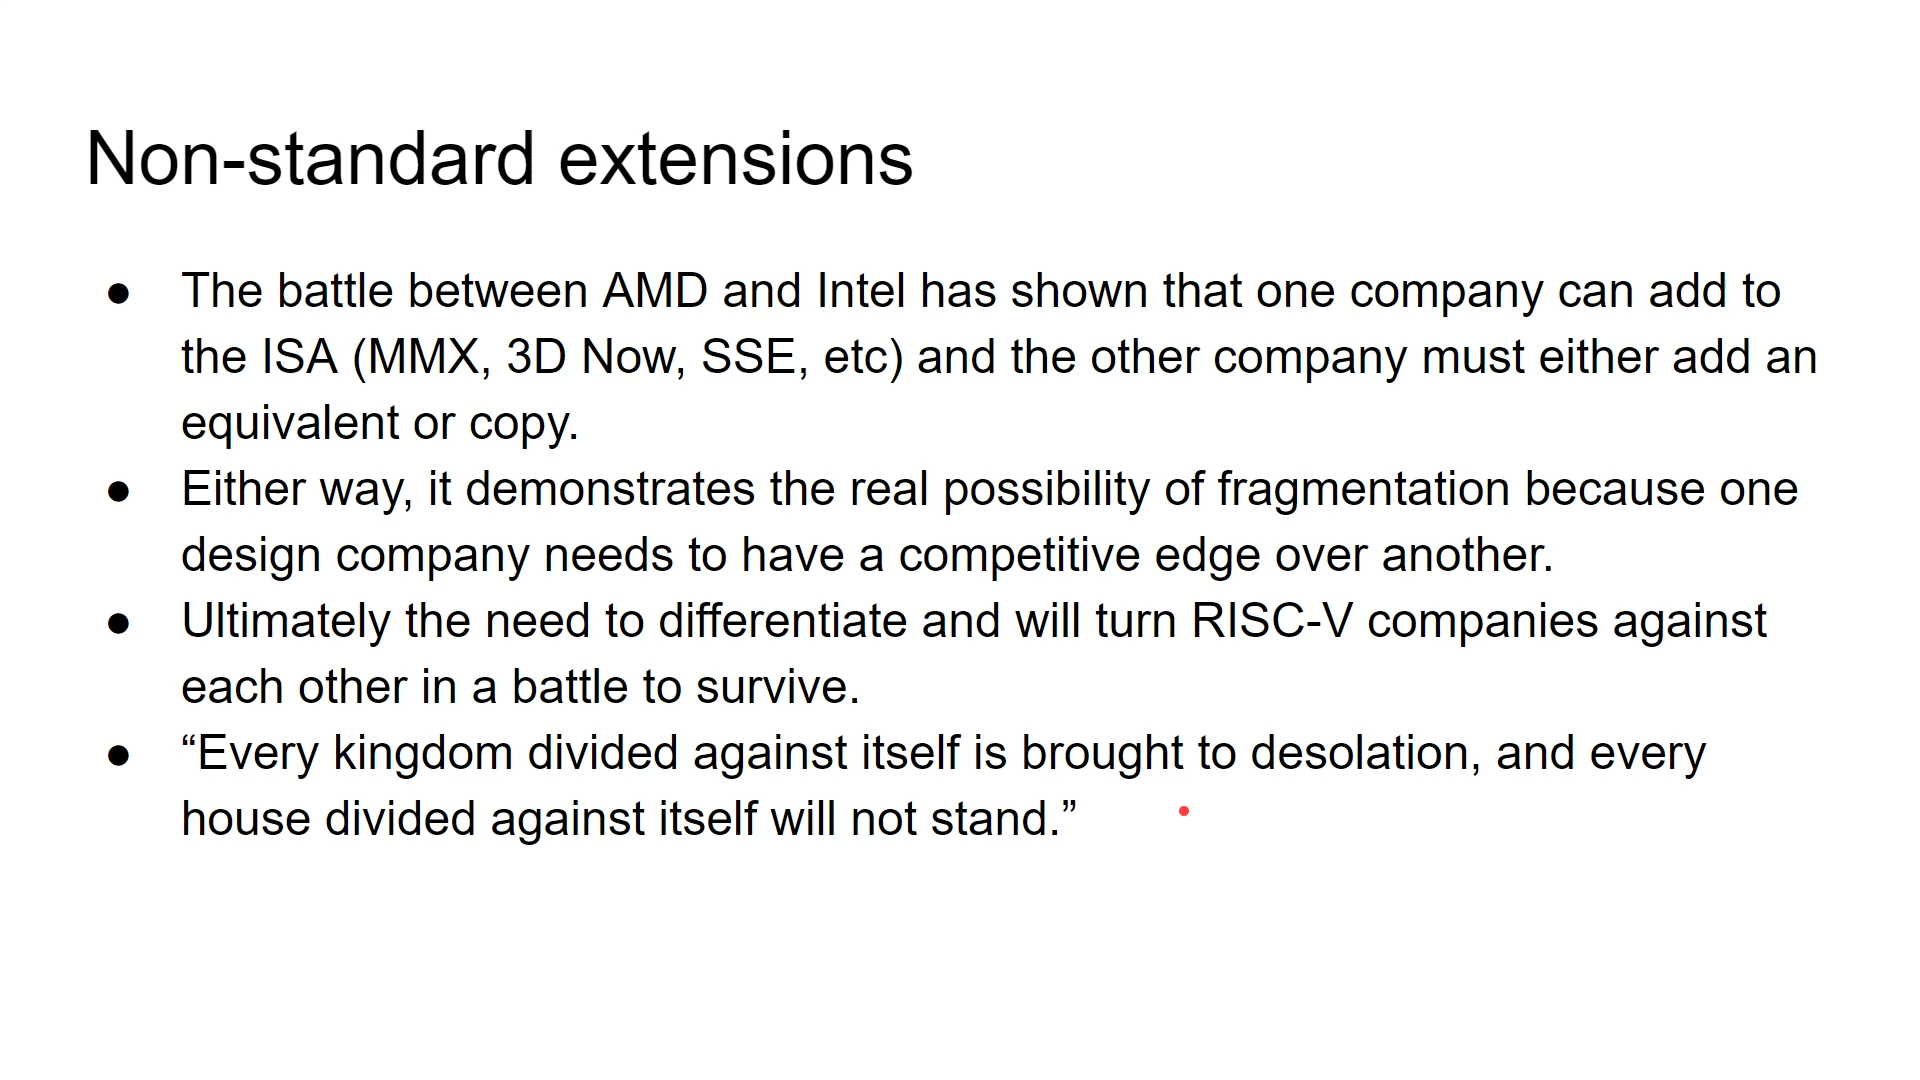 Non-standard extensions
● The battle between AMD and Intel has shown that one company can add to
the ISA (MMX, 3D Now, SSE, etc) and the other company must either add an
equivalent or copy.
● Either way, it demonstrates the real possibility of fragmentation because one
design company needs to have a competitive edge over another.
● Ultimately the need to differentiate and will turn RISC-V companies against
each other in a battle to survive.
● “Every kingdom divided against itself is brought to desolation, and every
house divided against itself will not stand.”